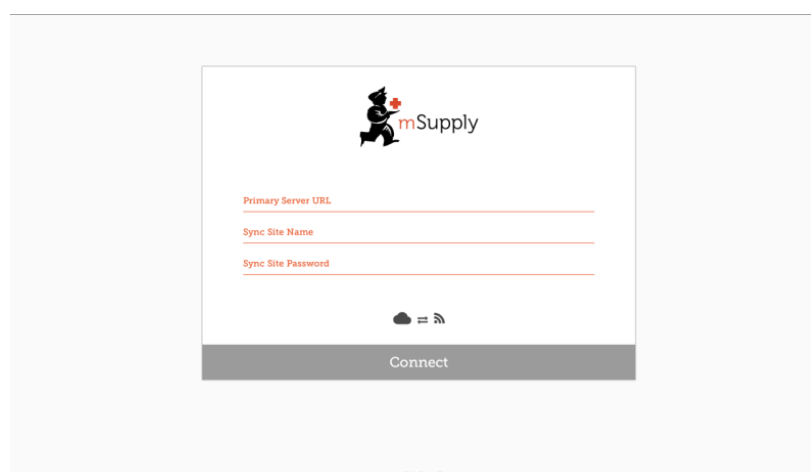 mSupply
Primary Server URL
Sync Site Name
Sync Site Password
Connect